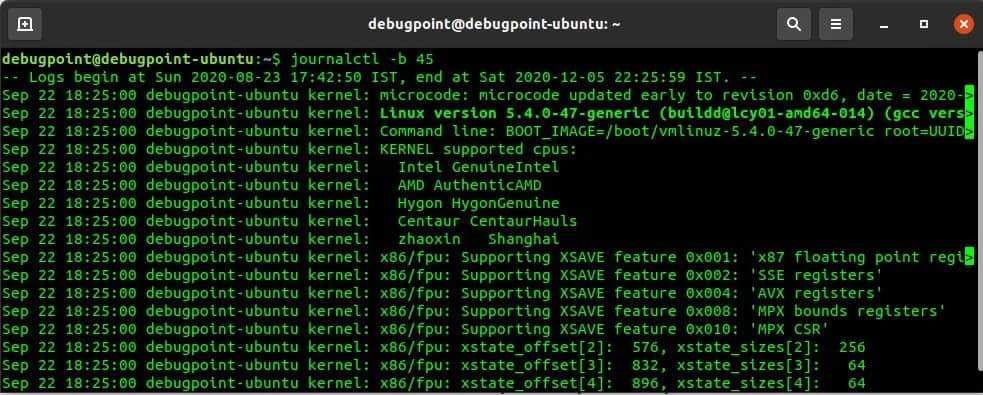 debugpoint@debugpoint-ubuntu: ~
debugpoint@debugpoint-ubuntu:~$ journalctl -b 45
-- Logs begin at Sun 2020-08-23 17:42:50 IST, end at Sat 2020-12-05 22:25:59 IST. --
Sep 22 18:25:00 debugpoint-ubuntu kernel: microcode: microcode updated early to revision 0xd6, date = 2020->
Sep 22 18:25:00 debugpoint-ubuntu kernel: Linux version 5.4.0-47-generic (buildd@lcy01-amd64-014) (gcc vers>
Sep 22 18:25:00 debugpoint-ubuntu kernel: Command line: BOOT_IMAGE=/boot/vmlinuz-5.4.0-47-generic root=UUID>
Sep 22 18:25:00 debugpoint-ubuntu kernel: KERNEL supported cpus:
Sep 22 18:25:00 debugpoint-ubuntu kernel:   Intel GenuineIntel
Sep 22 18:25:00 debugpoint-ubuntu kernel:   AMD AuthenticAMD
Sep 22 18:25:00 debugpoint-ubuntu kernel:   Hygon HygonGenuine
Sep 22 18:25:00 debugpoint-ubuntu kernel:   Centaur CentaurHauls
Sep 22 18:25:00 debugpoint-ubuntu kernel:   zhaoxin   Shanghai
Sep 22 18:25:00 debugpoint-ubuntu kernel: x86/fpu: Supporting XSAVE feature 0x001: 'x87 floating point regi>
Sep 22 18:25:00 debugpoint-ubuntu kernel: x86/fpu: Supporting XSAVE feature 0x002: 'SSE registers'
Sep 22 18:25:00 debugpoint-ubuntu kernel: x86/fpu: Supporting XSAVE feature 0x004: 'AVX registers'
Sep 22 18:25:00 debugpoint-ubuntu kernel: x86/fpu: Supporting XSAVE feature 0x008: 'MPX bounds registers'
Sep 22 18:25:00 debugpoint-ubuntu kernel: x86/fpu: Supporting XSAVE feature 0x010: 'MPX CSR'
Sep 22 18:25:00 debugpoint-ubuntu kernel: x86/fpu: xstate_offset[2]:  576, xstate_sizes[2]:  256
Sep 22 18:25:00 debugpoint-ubuntu kernel: x86/fpu: xstate_offset[3]:  832, xstate_sizes[3]:   64
Sep 22 18:25:00 debugpoint-ubuntu kernel: x86/fpu: xstate_offset[4]:  896, xstate_sizes[4]:   64